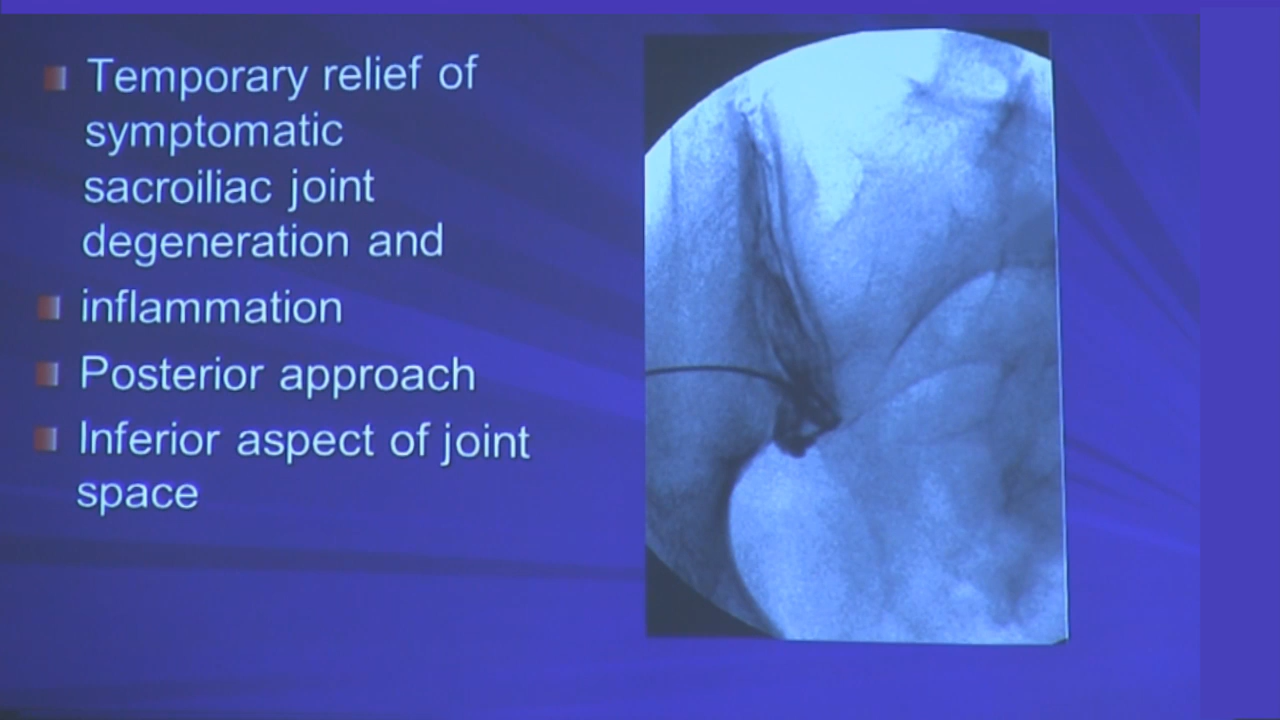 Temporary relief of
symptomatic
sacroiliac joint
degeneration and
inflammation
Posterior approach
Inferior aspect of joint
space